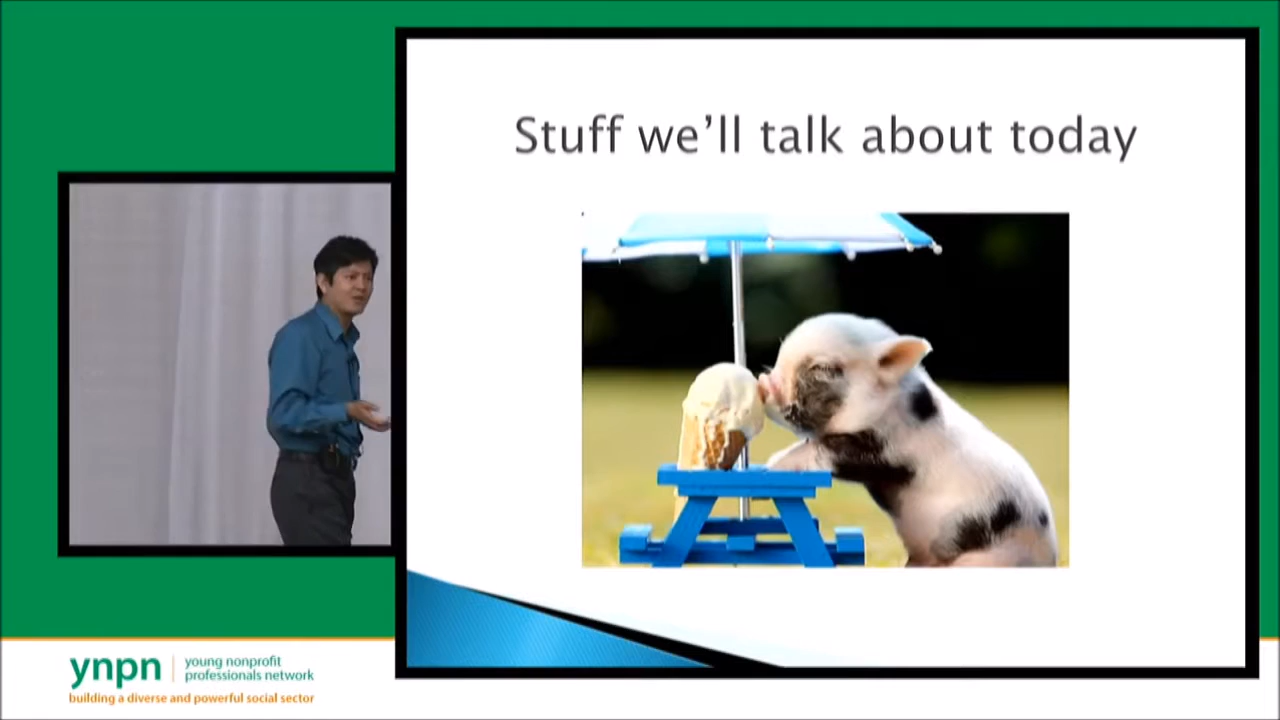 Stuff we'll talk about today
ynpn
young nonprofit
professionals network
building a diverse and powerful social sector